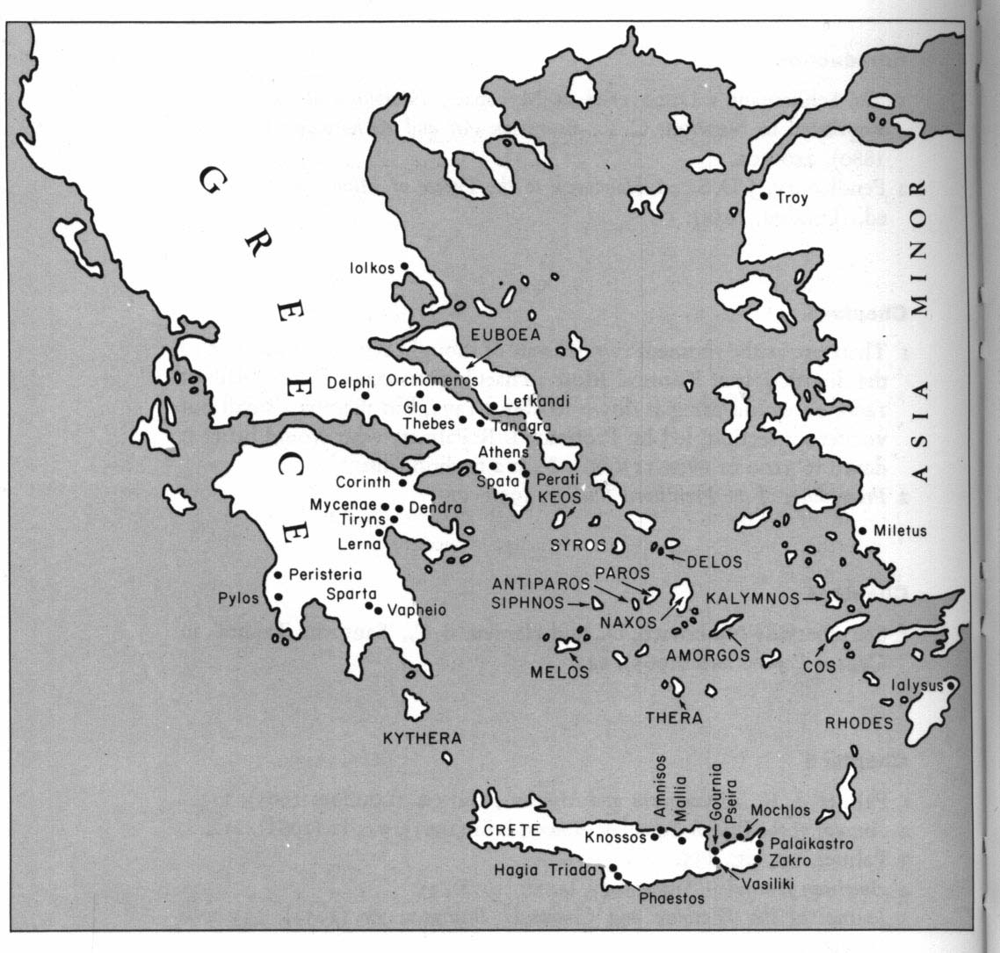 GREECE
ASIA MINOR
Troy
Iolkos
EUBOEA
Delphi
Orchomenos
Gla
Lefkandi
Thebes
Tanagra
Athens
Spata
Perati
Corinth
KEOS
Mycenae
Dendra
Tiryns
Lerna
SYROS
DELOS
Miletus
Peristeria
PAROS
ANTIPAROS
Sparta
Pylos
SIPHNOS
KALYMNOS
Vapheio
NAXOS
AMORGOS
COS
MELOS
Ialysus
THERA
RHODES
KYTHERA
Amnisos
Mallia
Gournia
Pseira
Mochlos
CRETE
Knossos
Palaikastro
Zakro
Hagia Triada
Vasiliki
Phaestos